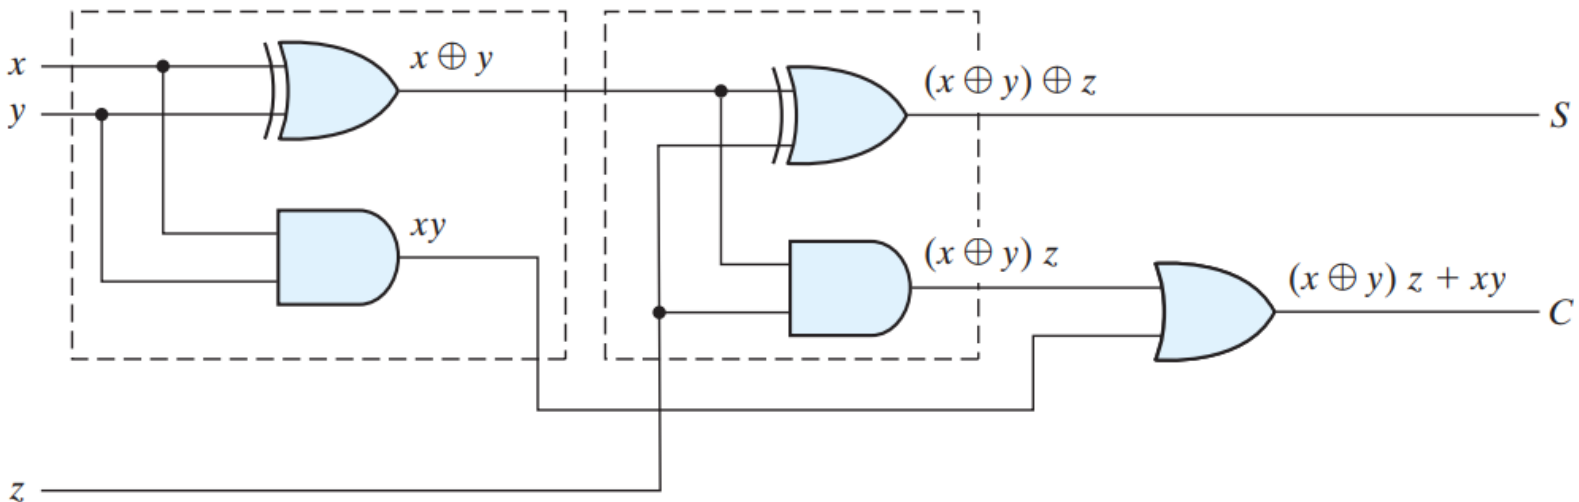 x
y
x ⊕ y
(x ⊕ y) ⊕ z
S
xy
(x ⊕ y) z
(x ⊕ y) z + xy
C
z